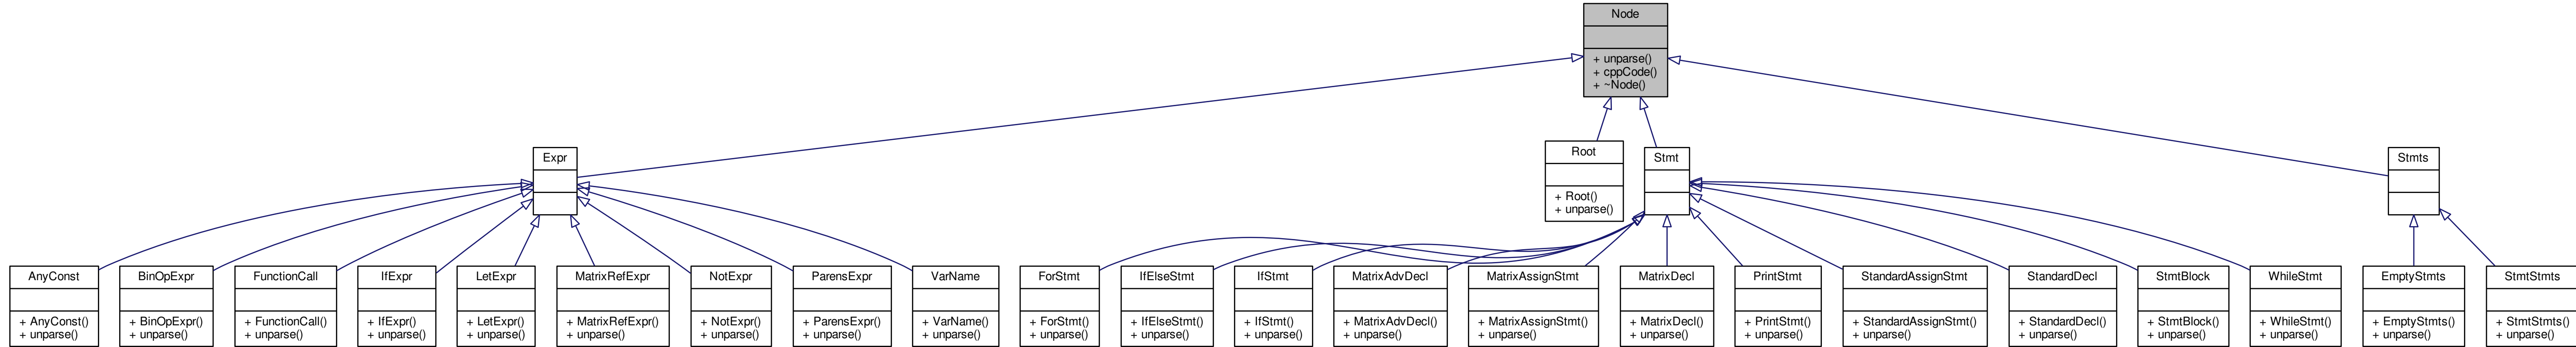 Node
+ unparse()
+ cppCode()
+ ~Node()
Expr
Root
+ Root()
+ unparse()
Stmt
Stmts
AnyConst
+ AnyConst()
+ unparse()
BinOpExpr
+ BinOpExpr()
+ unparse()
FunctionCall
+ FunctionCall()
+ unparse()
IfExpr
+ IfExpr()
+ unparse()
LetExpr
+ LetExpr()
+ unparse()
MatrixRefExpr
+ MatrixRefExpr()
+ unparse()
NotExpr
+ NotExpr()
+ unparse()
ParensExpr
+ ParensExpr()
+ unparse()
VarName
+ VarName()
+ unparse()
ForStmt
+ ForStmt()
+ unparse()
IfElseStmt
+ IfElseStmt()
+ unparse()
IfStmt
+ IfStmt()
+ unparse()
MatrixAdvDecl
+ MatrixAdvDecl()
+ unparse()
MatrixAssignStmt
+ MatrixAssignStmt()
+ unparse()
MatrixDecl
+ MatrixDecl()
+ unparse()
PrintStmt
+ PrintStmt()
+ unparse()
StandardAssignStmt
+ StandardAssignStmt()
+ unparse()
StandardDecl
+ StandardDecl()
+ unparse()
StmtBlock
+ StmtBlock()
+ unparse()
WhileStmt
+ WhileStmt()
+ unparse()
EmptyStmts
+ EmptyStmts()
+ unparse()
StmtStmts
+ StmtStmts()
+ unparse()